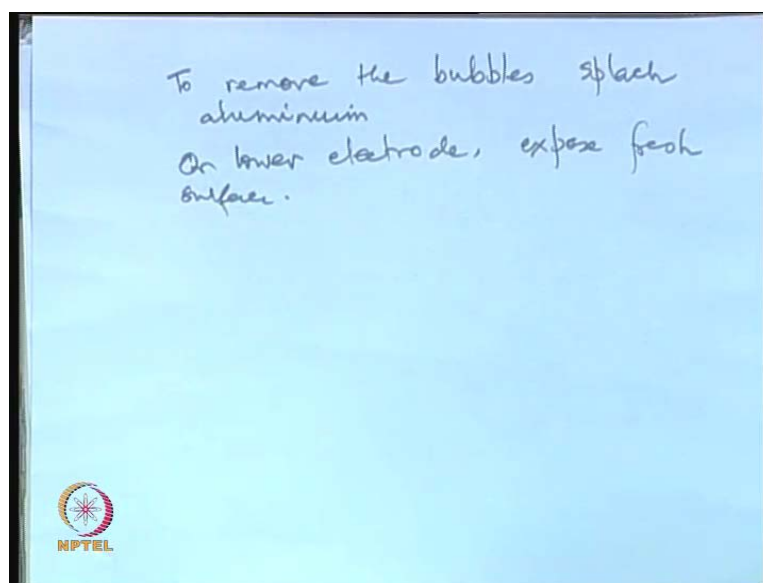 To remove the bubbles splash
aluminium
Or lower electrode, expose fresh
surface.
NPTEL